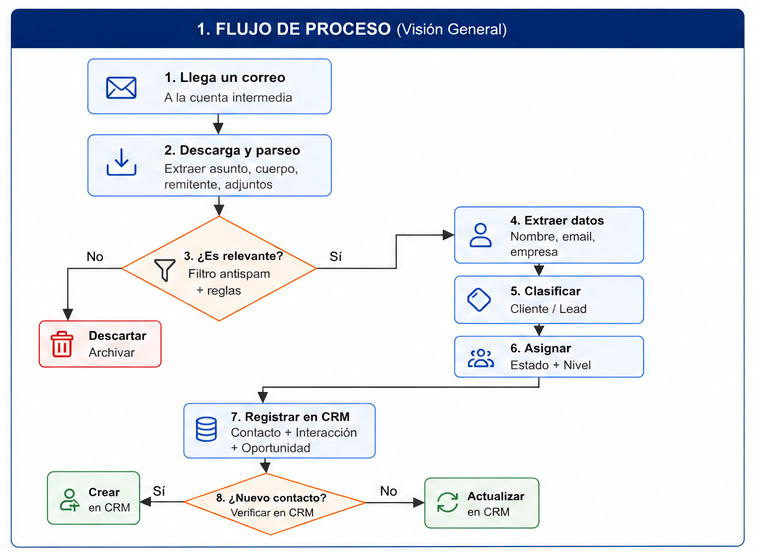 1. FLUJO DE PROCESO (Visión General)
1. Llega un correo
A la cuenta intermedia
2. Descarga y parseo
Extraer asunto, cuerpo,
remitente, adjuntos
No
3. ¿Es relevante?
Filtro antispam
+ reglas
Sí
Descartar
Archivar
4. Extraer datos
Nombre, email,
empresa
5. Clasificar
Cliente / Lead
6. Asignar
Estado + Nivel
7. Registrar en CRM
Contacto + Interacción
+ Oportunidad
8. ¿Nuevo contacto?
Verificar en CRM
Sí
Crear
en CRM
No
Actualizar
en CRM